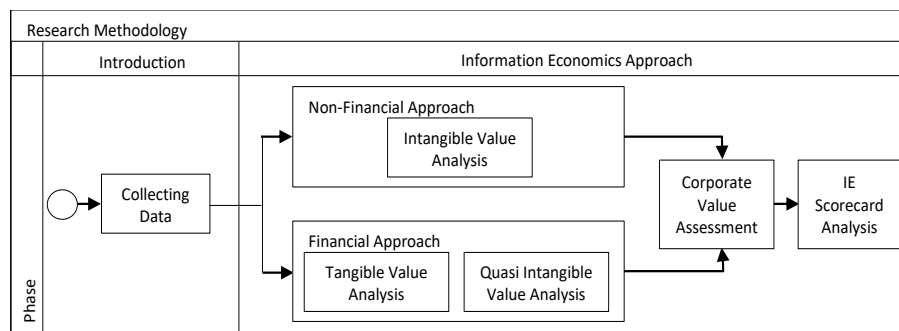 Research Methodology
Introduction
Information Economics Approach
Phase
Collecting
Data
Non-Financial Approach
Intangible Value
Analysis
Financial Approach
Tangible Value
Analysis
Quasi Intangible
Value Analysis
Corporate
Value
Assessment
IE
Scorecard
Analysis